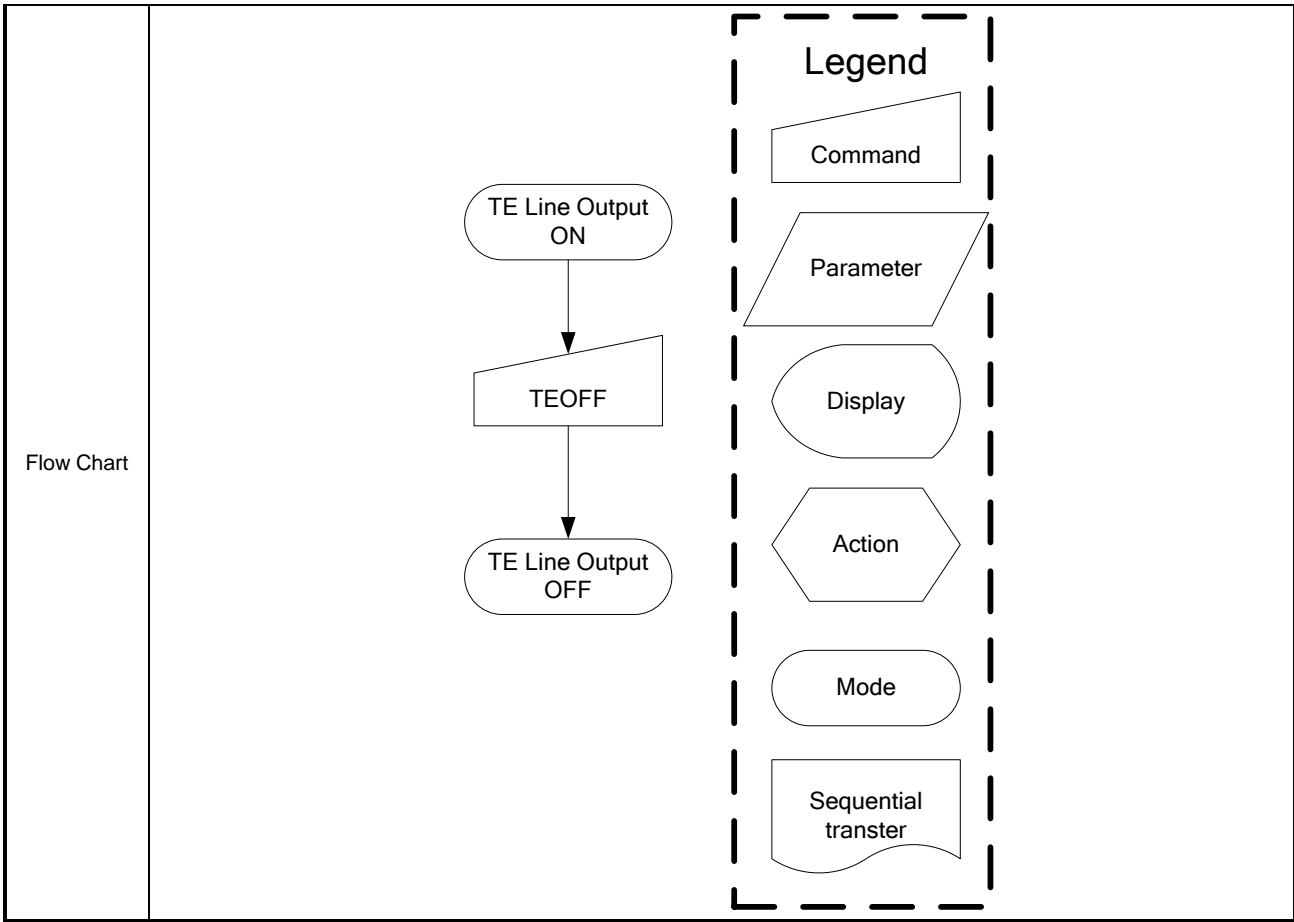 Flow Chart
TE Line Output
ON
TEOFF
TE Line Output
OFF
Legend
Command
Parameter
Display
Action
Mode
Sequential
transter